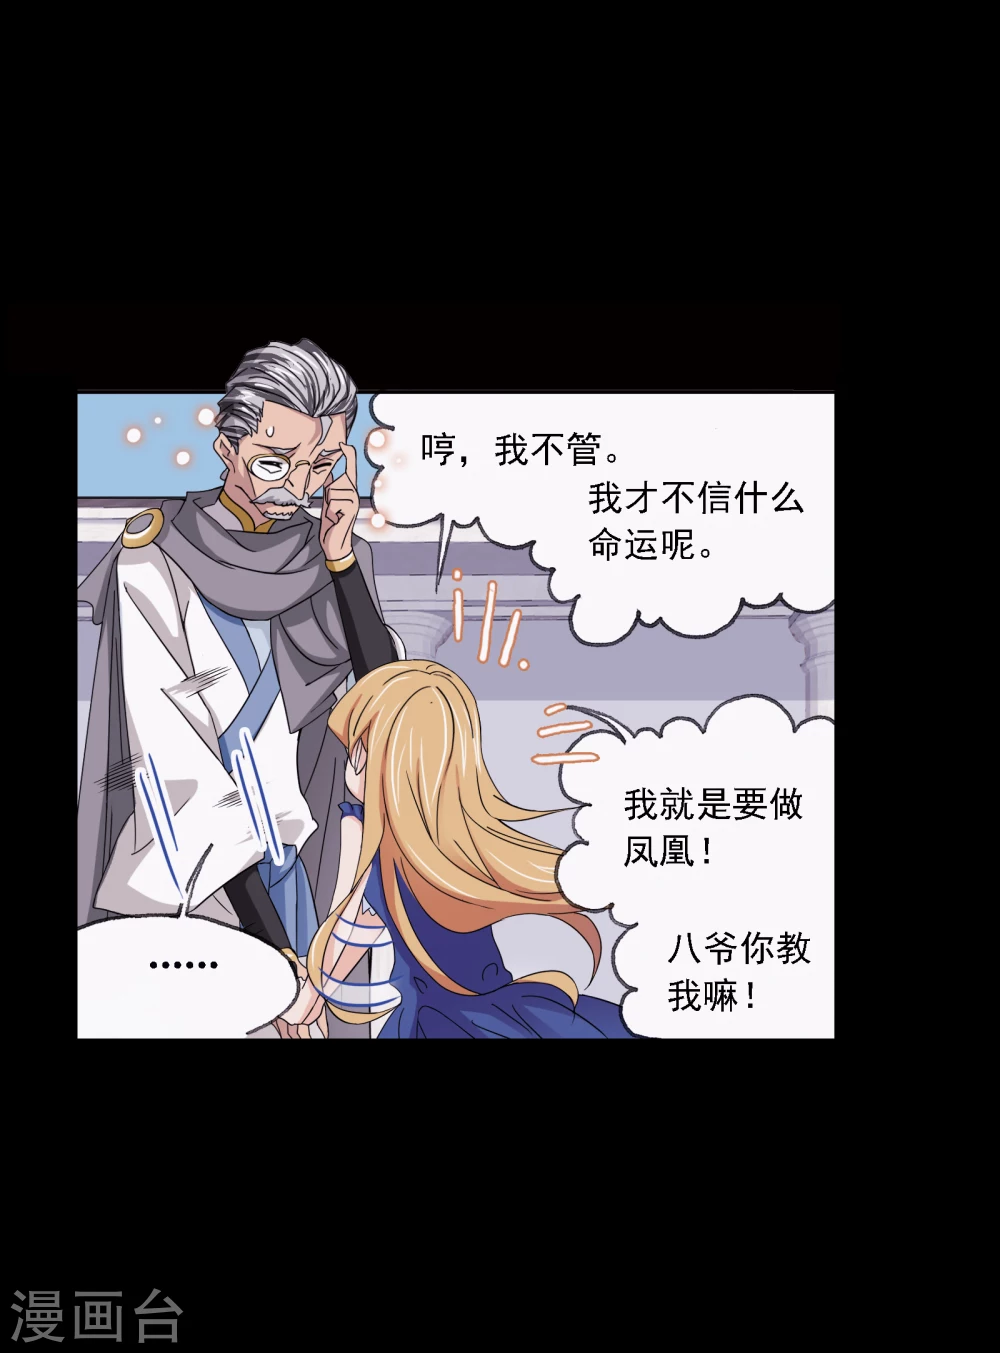 哼，我不管。
我才不信什么
命运呢。
我就是要做
凤凰！
八爷你教
我嘛！
……
漫画台